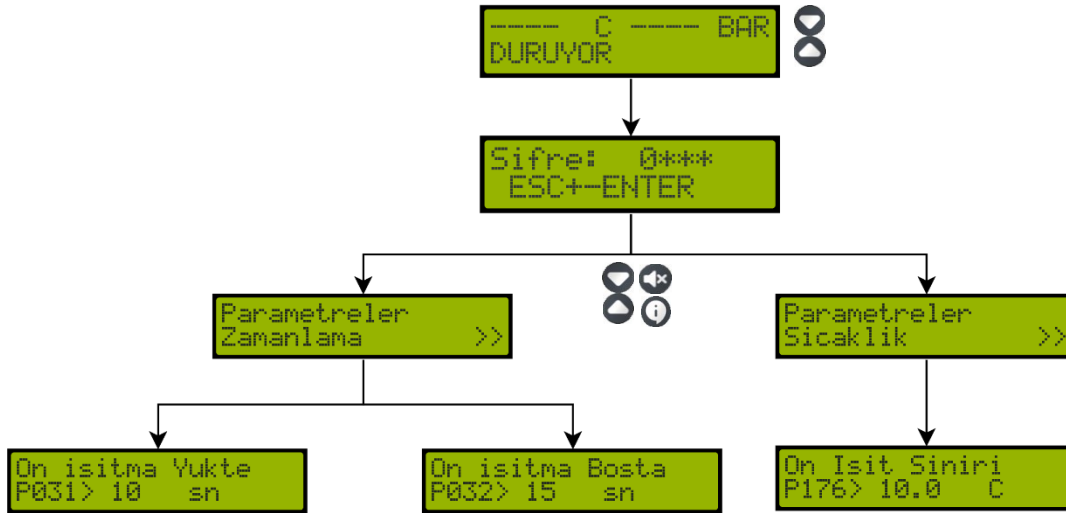 ---- C ---- BAR
DURUYOR
Sifre: 0***
ESC+-ENTER
Parametreler
Zamanlama >>
Parametreler
Sicaklik >>
On isitma Yukte
P031> 10 sn
On isitma Bosta
P032> 15 sn
On Isit Siniri
P176> 10.0 C